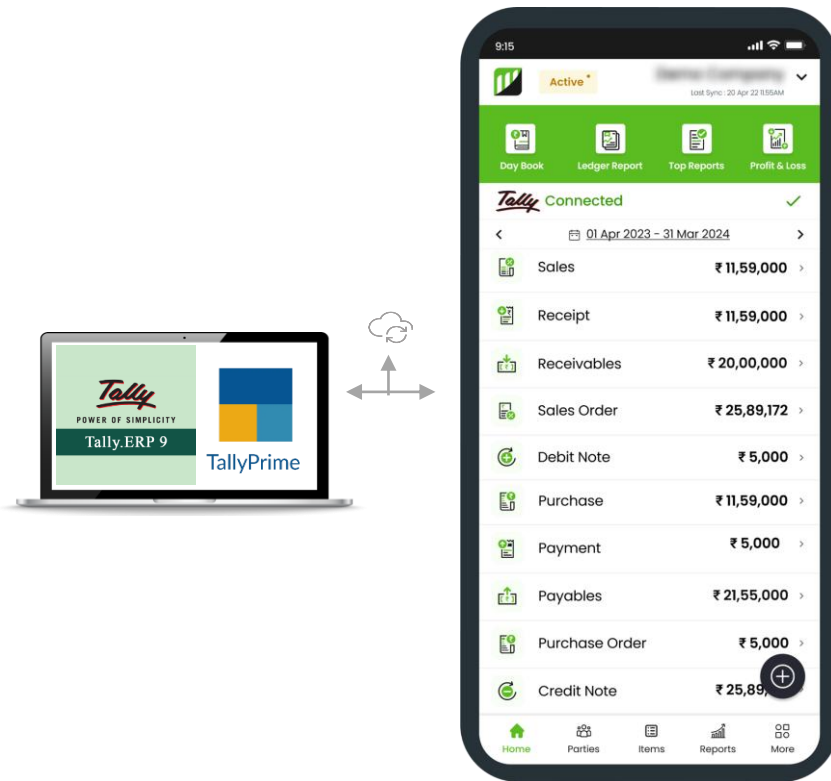 Tally
POWER OF SIMPLICITY
Tally.ERP 9
TallyPrime
9:15
Active*
Last Sync : 20 Apr 22 11:55AM
Day Book Ledger Report Top Reports Profit & Loss
Tally Connected
01 Apr 2023 - 31 Mar 2024
Sales ₹ 11,59,000
Receipt ₹ 11,59,000
Receivables ₹ 20,00,000
Sales Order ₹ 25,89,172
Debit Note ₹ 5,000
Purchase ₹ 11,59,000
Payment ₹ 5,000
Payables ₹ 21,55,000
Purchase Order ₹ 5,000
Credit Note ₹ 25,89,
Home Parties Items Reports More